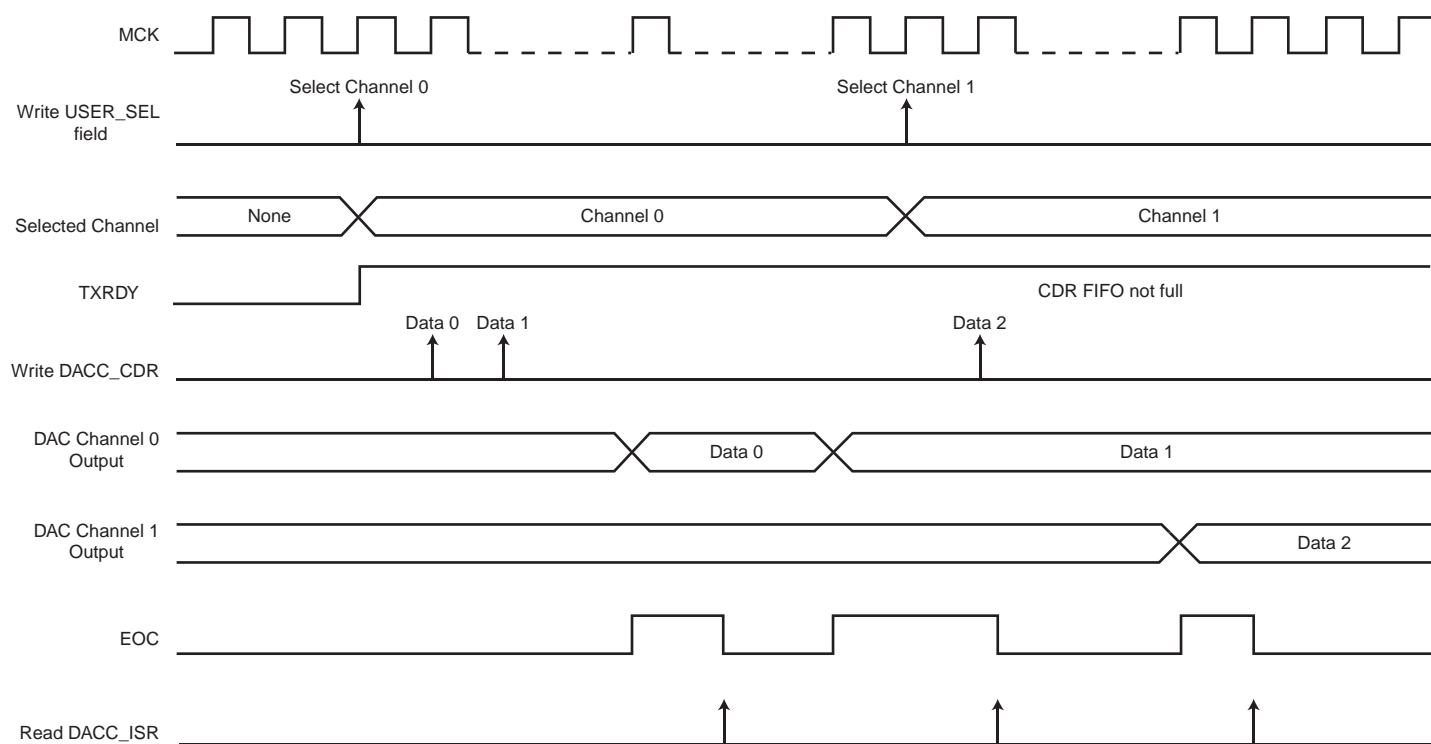 MCK
Select Channel 0
Select Channel 1
Write USER_SEL
field
Selected Channel
None
Channel 0
Channel 1
TXRDY
CDR FIFO not full
Data 0
Data 1
Data 2
Write DACC_CDR
DAC Channel 0
Output
Data 0
Data 1
DAC Channel 1
Output
Data 2
EOC
Read DACC_ISR